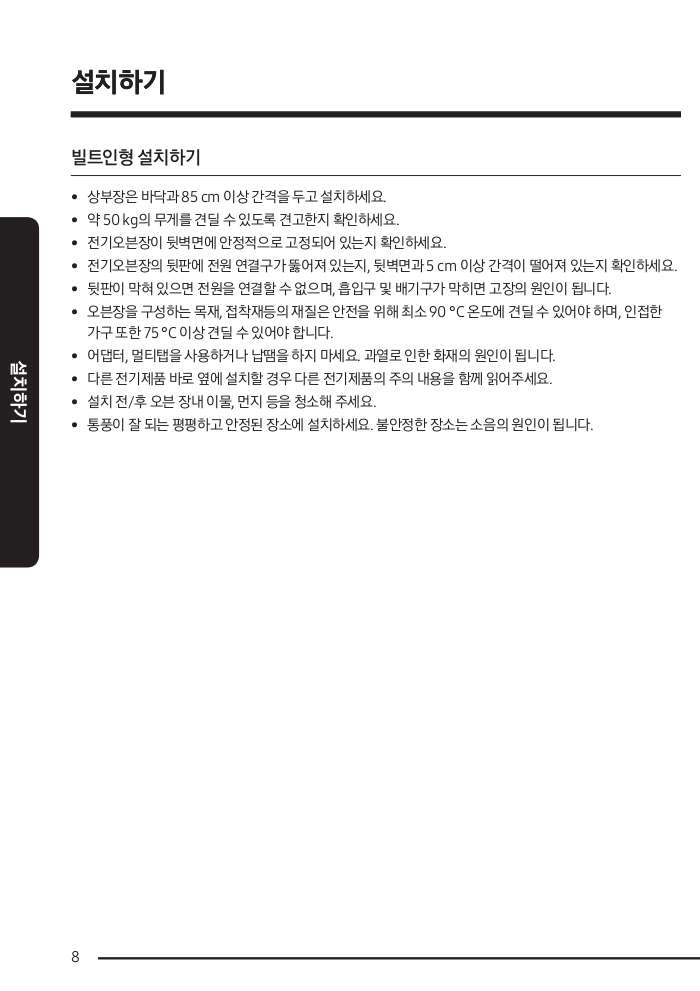 설치하기
빌트인형 설치하기
• 상부장은 바닥과 85 cm 이상 간격을 두고 설치하세요.
• 약 50 kg의 무게를 견딜 수 있도록 견고한지 확인하세요.
• 전기오븐장이 뒷벽면에 안정적으로 고정되어 있는지 확인하세요.
• 전기오븐장의 뒷판에 전원 연결구가 뚫어져 있는지, 뒷벽면과 5 cm 이상 간격이 떨어져 있는지 확인하세요.
• 뒷판이 막혀 있으면 전원을 연결할 수 없으며, 흡입구 및 배기구가 막히면 고장의 원인이 됩니다.
• 오븐장을 구성하는 목재, 접착재등의 재질은 안전을 위해 최소 90 °C 온도에 견딜 수 있어야 하며, 인접한
가구 또한 75 °C 이상 견딜 수 있어야 합니다.
• 어댑터, 멀티탭을 사용하거나 납땜을 하지 마세요. 과열로 인한 화재의 원인이 됩니다.
• 다른 전기제품 바로 옆에 설치할 경우 다른 전기제품의 주의 내용을 함께 읽어주세요.
• 설치 전/후 오븐 장내 이물, 먼지 등을 청소해 주세요.
• 통풍이 잘 되는 평평하고 안정된 장소에 설치하세요. 불안정한 장소는 소음의 원인이 됩니다.
설치하기
8